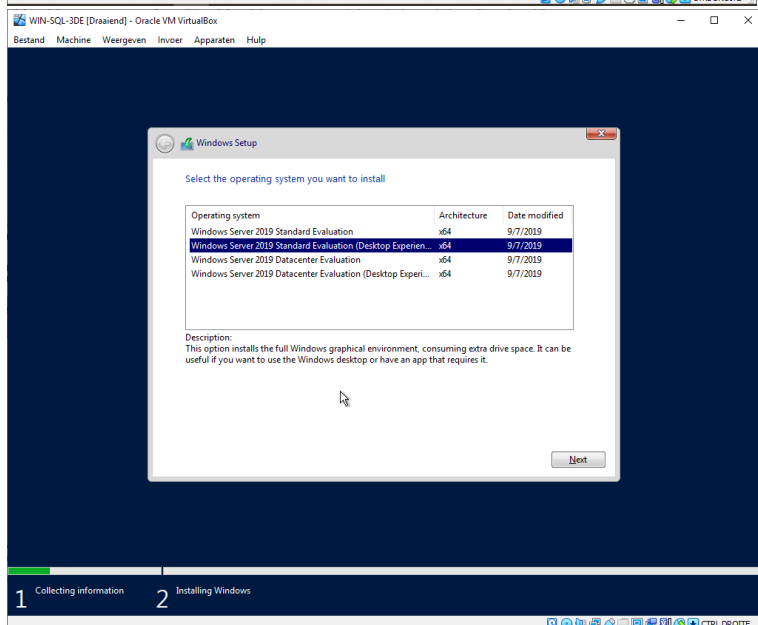 WIN-SQL-3DE [Draaiend] - Oracle VM VirtualBox
Bestand Machine Weergeven Invoer Apparaten Hulp
Windows Setup
Select the operating system you want to install
Operating system Architecture Date modified
Windows Server 2019 Standard Evaluation x64 9/7/2019
Windows Server 2019 Standard Evaluation (Desktop Experien... x64 9/7/2019
Windows Server 2019 Datacenter Evaluation x64 9/7/2019
Windows Server 2019 Datacenter Evaluation (Desktop Experi... x64 9/7/2019
Description:
This option installs the full Windows graphical environment, consuming extra drive space. It can be
useful if you want to use the Windows desktop or have an app that requires it.
Next
1 Collecting information 2 Installing Windows
CTRL DROITE